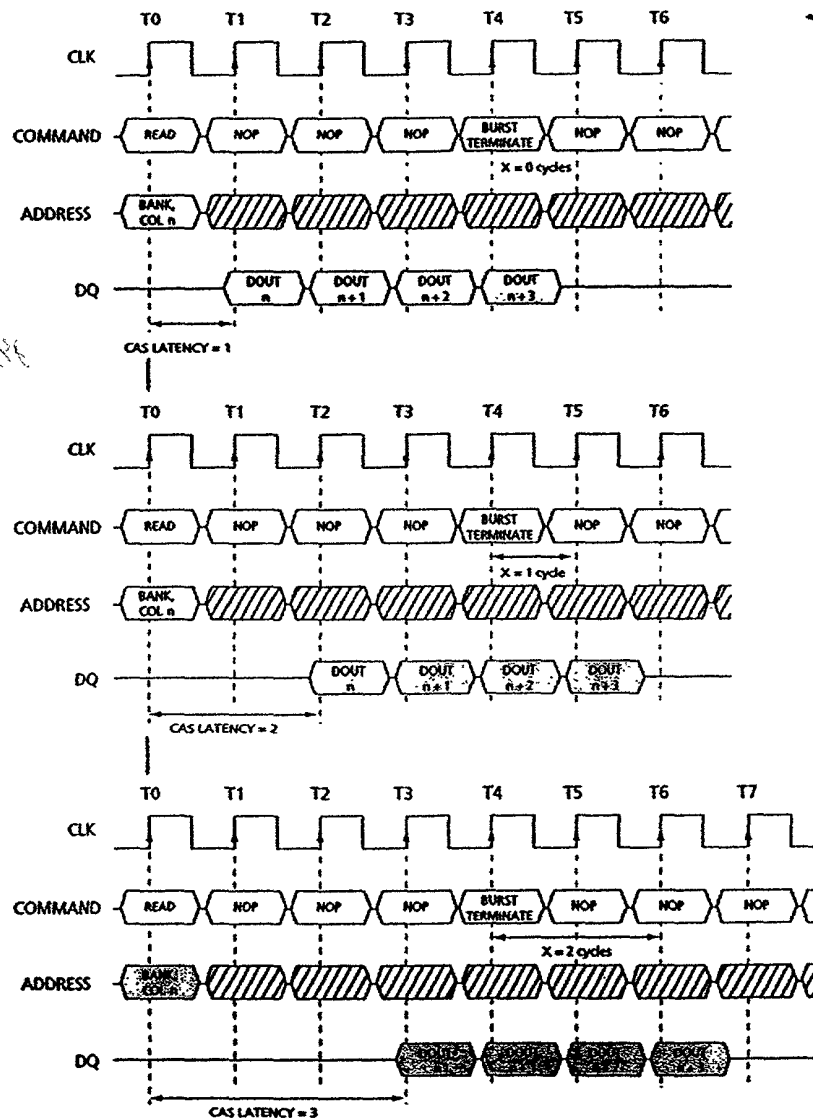 T0 T1 T2 T3 T4 T5 T6
CLK
COMMAND READ NOP NOP NOP BURST TERMINATE NOP NOP
X = 0 cycles
ADDRESS BANK, COL n
DQ DOUT n DOUT n+1 DOUT n+2 DOUT n+3
CAS LATENCY = 1
T0 T1 T2 T3 T4 T5 T6
CLK
COMMAND READ NOP NOP NOP BURST TERMINATE NOP NOP
X = 1 cycle
ADDRESS BANK, COL n
DQ DOUT n DOUT n+1 DOUT n+2 DOUT n+3
CAS LATENCY = 2
T0 T1 T2 T3 T4 T5 T6 T7
CLK
COMMAND READ NOP NOP NOP BURST TERMINATE NOP NOP NOP
X = 2 cycles
ADDRESS BANK, COL n
DQ DOUT DOUT DOUT DOUT
CAS LATENCY = 3